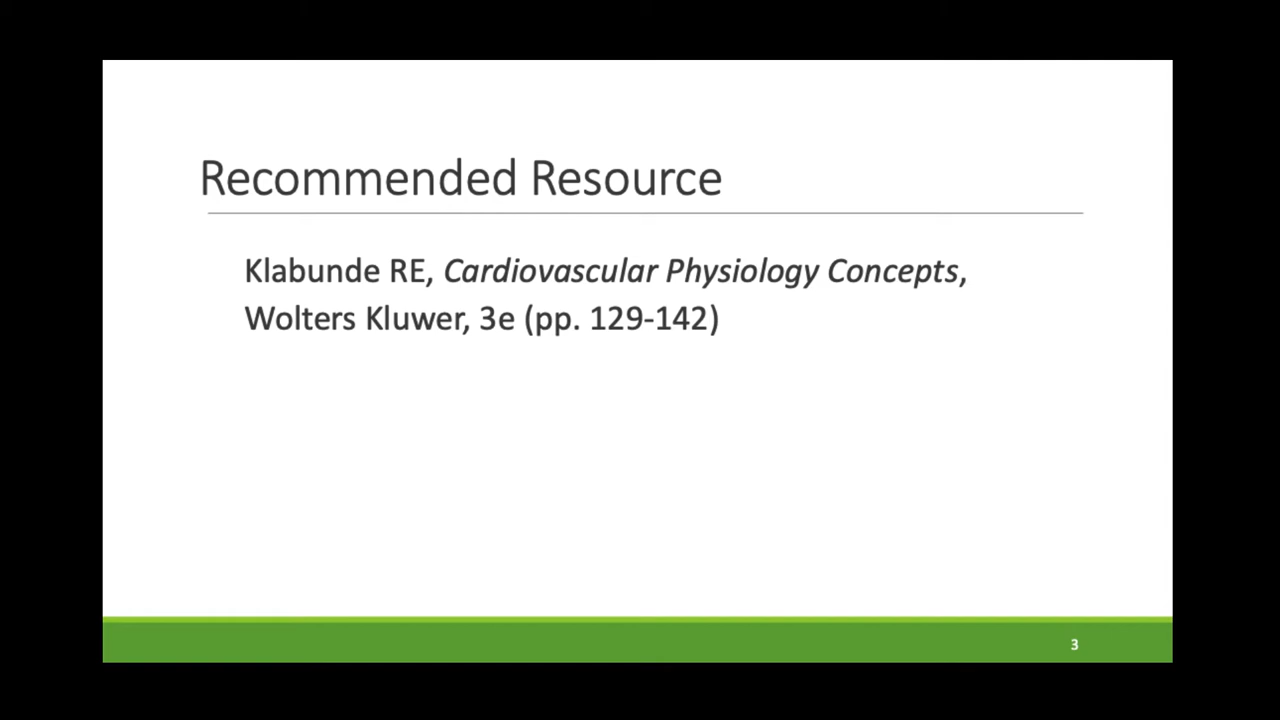 Recommended Resource
Klabunde RE, Cardiovascular Physiology Concepts,
Wolters Kluwer, 3e (pp. 129-142)
3